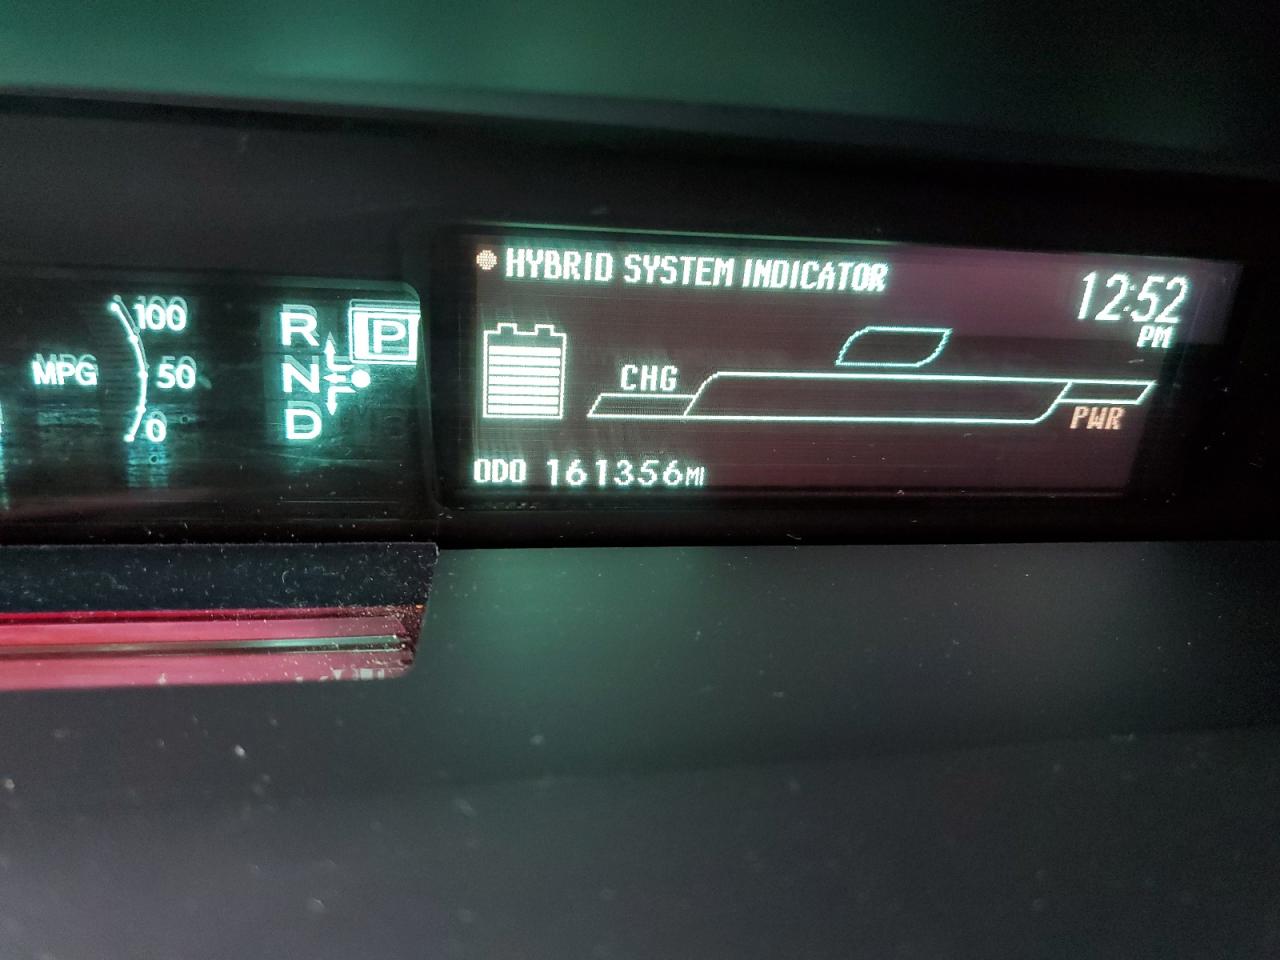 HYBRID SYSTEM INDICATOR
12:52
PM
100
MPG
50
0
R
P
N
D
CHG
PWR
ODO 161356MI